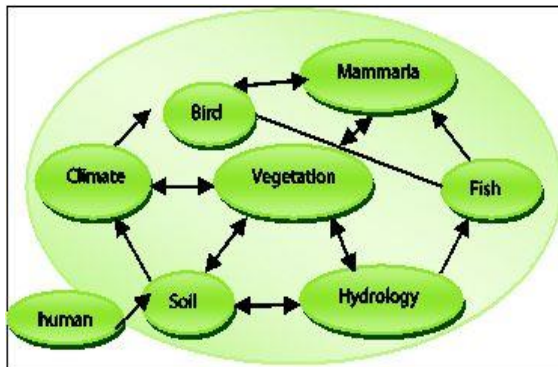 Mammaria
Bird
Climate
Vegetation
Fish
Soil
Hydrology
human